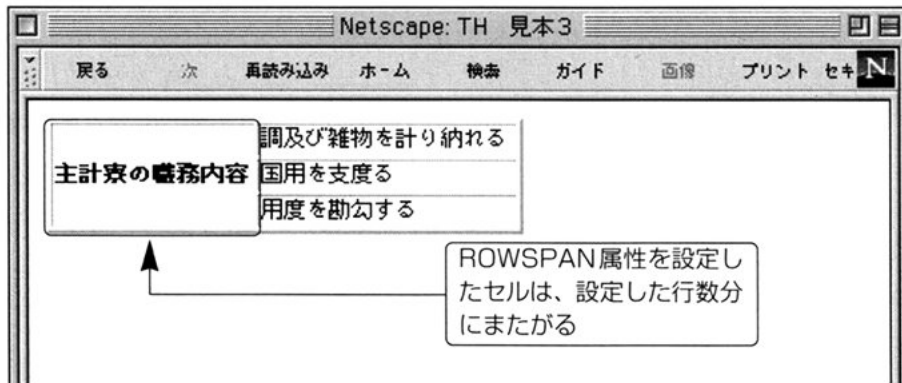 Netscape: TH 見本3
戻る 次 再読み込み ホーム 検索 ガイド 画像 プリント セキ N
調及び雑物を計り納れる
主計寮の職務内容 国用を支度る
用度を勘勾する
ROWSPAN属性を設定し
たセルは、設定した行数分
にまたがる